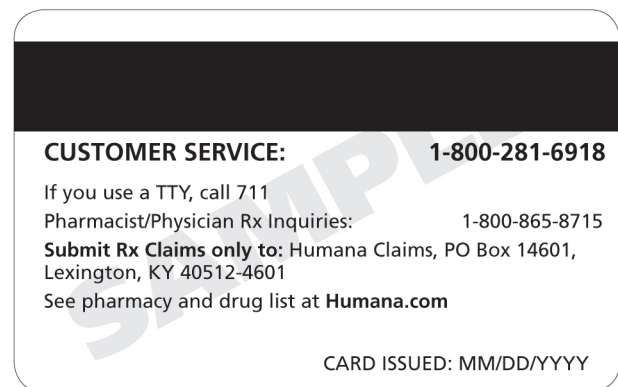 SAMPLE
CUSTOMER SERVICE: 1-800-281-6918
If you use a TTY, call 711
Pharmacist/Physician Rx Inquiries: 1-800-865-8715
Submit Rx Claims only to: Humana Claims, PO Box 14601,
Lexington, KY 40512-4601
See pharmacy and drug list at Humana.com
CARD ISSUED: MM/DD/YYYY